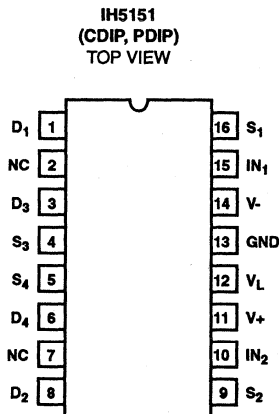 IH5151
(CDIP, PDIP)
TOP VIEW
D1 1 16 S1
NC 2 15 IN1
D3 3 14 V-
S3 4 13 GND
S4 5 12 VL
D4 6 11 V+
NC 7 10 IN2
D2 8 9 S2